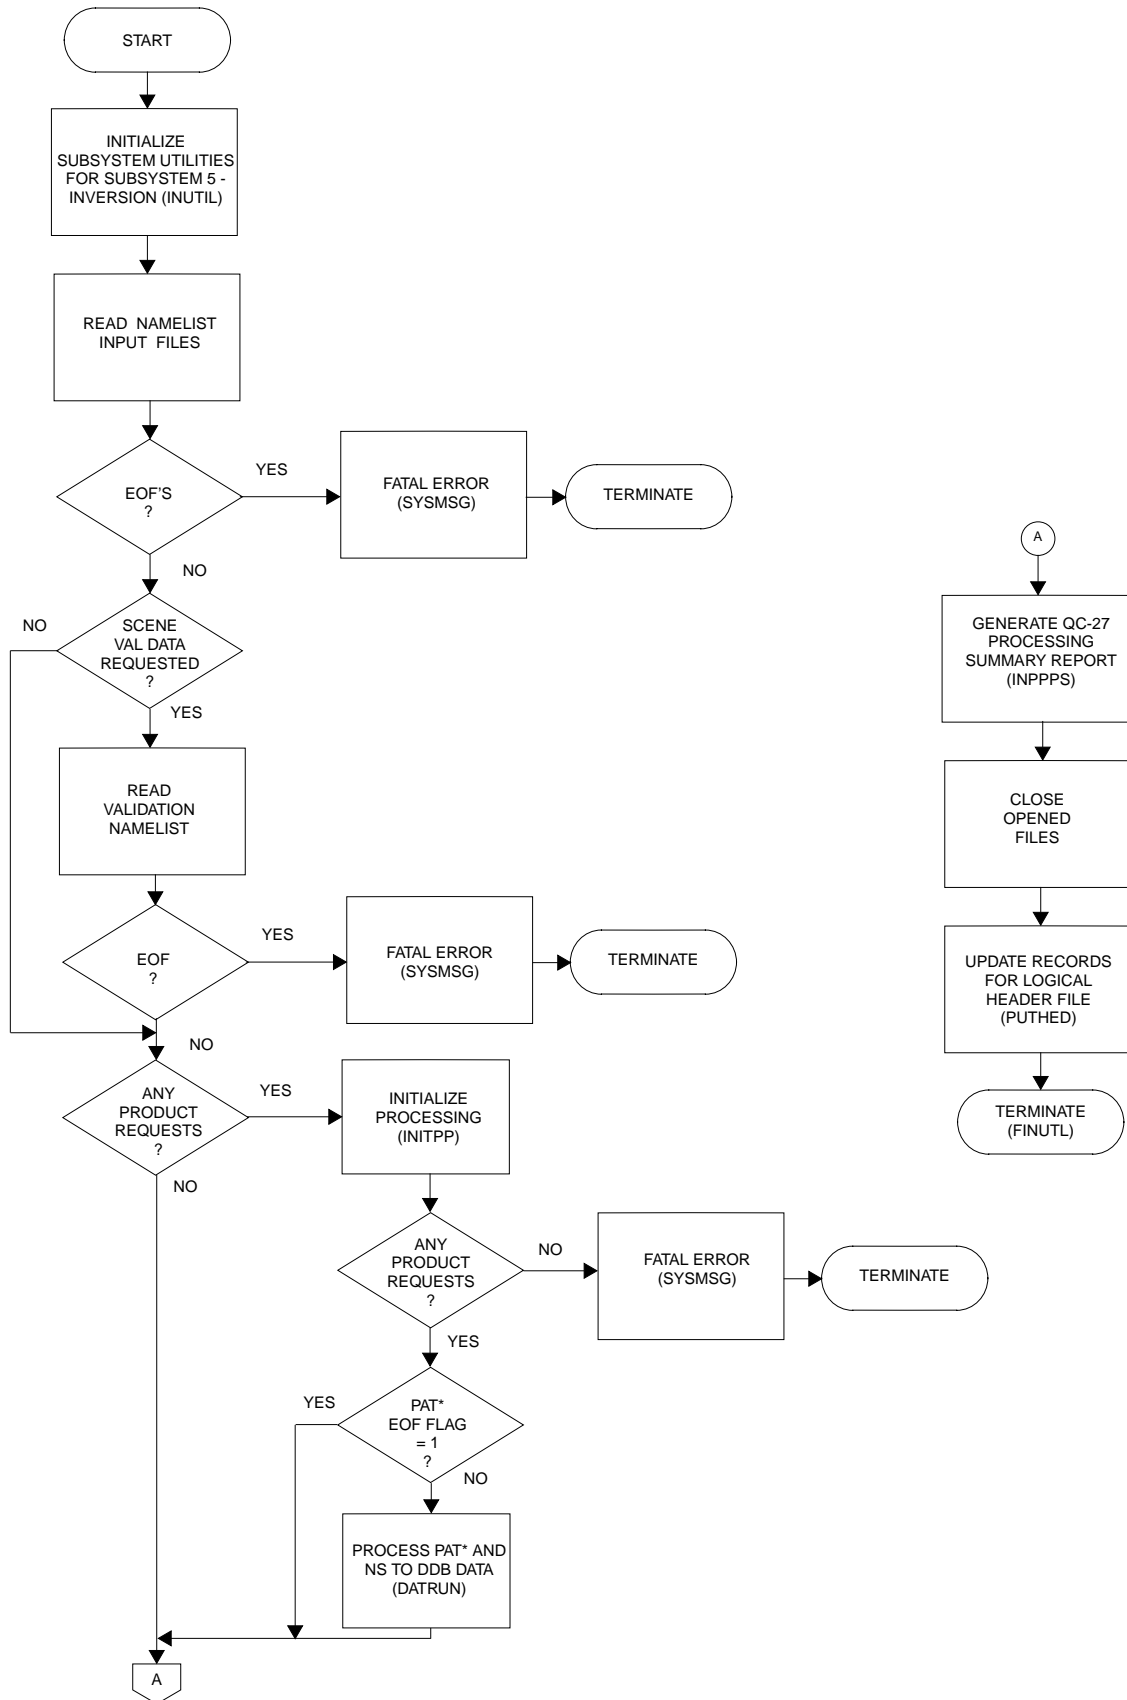 START
INITIALIZE
SUBSYSTEM UTILITIES
FOR SUBSYSTEM 5 -
INVERSION (INUTIL)
READ NAMELIST
INPUT FILES
EOF'S
?
YES
FATAL ERROR
(SYSMSG)
TERMINATE
NO
SCENE
VAL DATA
REQUESTED
?
NO
YES
READ
VALIDATION
NAMELIST
EOF
?
YES
FATAL ERROR
(SYSMSG)
TERMINATE
NO
ANY
PRODUCT
REQUESTS
?
YES
NO
INITIALIZE
PROCESSING
(INITPP)
ANY
PRODUCT
REQUESTS
?
NO
FATAL ERROR
(SYSMSG)
TERMINATE
YES
PAT*
EOF FLAG
= 1
?
YES
NO
PROCESS PAT* AND
NS TO DDB DATA
(DATRUN)
A
A
GENERATE QC-27
PROCESSING
SUMMARY REPORT
(INPPPS)
CLOSE
OPENED
FILES
UPDATE RECORDS
FOR LOGICAL
HEADER FILE
(PUTHED)
TERMINATE
(FINUTL)